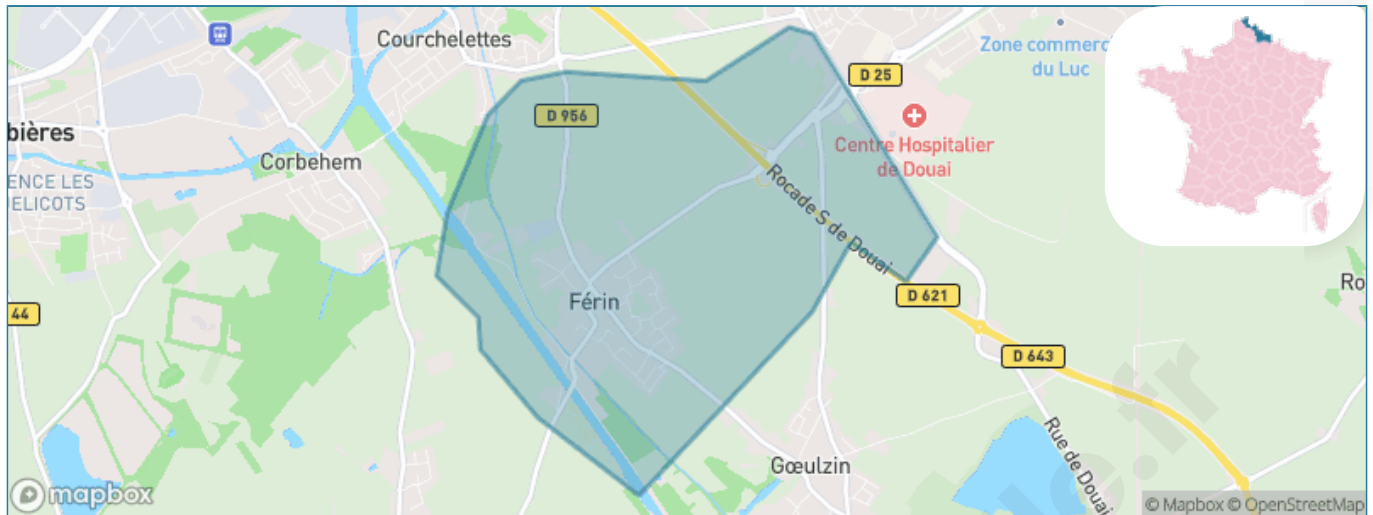 Courchelettes
Zone commerc
du Luc
D 25
D 956
bières
Centre Hospitalier
de Douai
Corbehem
ENCE LES
ELICOTS
Rocade S de Douai
Férin
D 621
Ro
44
D 643
Rue de Douai
Gœulzin
mapbox
© Mapbox © OpenStreetMap